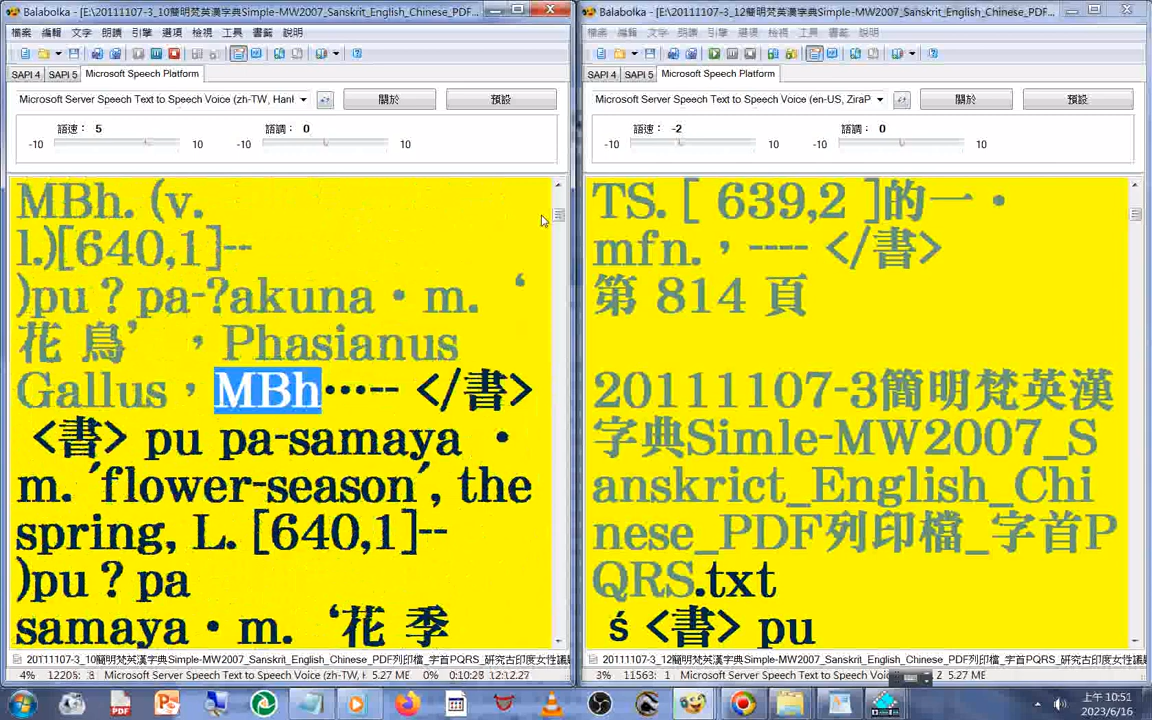 Balabolka - [E:\20111107-3_10簡明梵英漢字典Simple-MW2007_Sanskrit_English_Chinese_PDF...
檔案 編輯 文字 朗讀 引擎 選項 檢視 工具 書籤 說明
SAPI 4 SAPI 5 Microsoft Speech Platform
Microsoft Server Speech Text to Speech Voice (zh-TW, Hanl
關於
預設
語速： 5 語調： 0
-10 10 -10 10
MBh. (v.
l.)[640,1]--
)pu？pa-?akuna·m.‘
花 鳥’，Phasianus
Gallus，MBh…-- </書>
<書> pu pa-samaya ·
m. ′flower-season′, the
spring, L. [640,1]--
)pu？pa
samaya·m.‘花 季
20111107-3_10簡明梵英漢字典Simple-MW2007_Sanskrit_English_Chinese_PDF列印檔_字首PQRS_研究古印度女性議
4% 12205: Microsoft Server Speech Text to Speech Voice (zh-TW, H 5.27 MB 0% 0:10:28 12:12.27
Balabolka - [E:\20111107-3_12簡明梵英漢字典Simple-MW2007_Sanskrit_English_Chinese_PDF...
檔案 編輯 文字 朗讀 引擎 選項 檢視 工具 書籤 說明
SAPI 4 SAPI 5 Microsoft Speech Platform
Microsoft Server Speech Text to Speech Voice (en-US, ZiraP
關於
預設
語速： -2 語調： 0
-10 10 -10 10
TS. [ 639,2 ]的一·
mfn.，---- </書>
第 814 頁
20111107-3簡明梵英漢
字典Simle-MW2007_S
anskrict_English_Chi
nese_PDF列印檔_字首P
QRS.txt
ś <書> pu
20111107-3_12簡明梵英漢字典Simple-MW2007_Sanskrit_English_Chinese_PDF列印檔_字首PQRS_研究古印度女性議
3% 11563: 1 Microsoft Server Speech Text to Speech Voice 5.27 MB
上午 10:51
2023/6/16